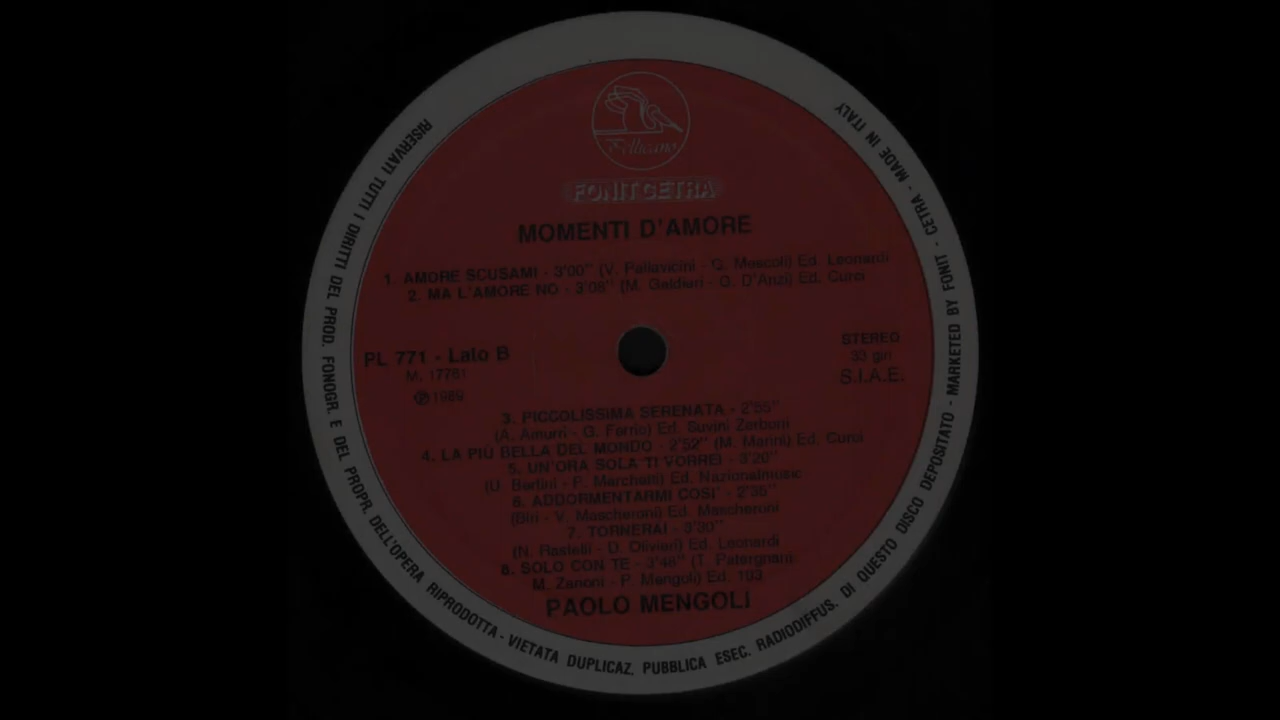 Pellicano
FONIT CETRA
MOMENTI D'AMORE
1. AMORE SCUSAMI - 3'00" (V. Pallavicini - G. Mescoli) Ed. Leonardi
2. MA L'AMORE NO - 3'08" (M. Galdieri - G. D'Anzi) Ed. Curci
PL 771 - Lato B
M. 17761
℗ 1989
STEREO
33 giri
S.I.A.E.
3. PICCOLISSIMA SERENATA - 2'55"
(A. Amurri - G. Ferrio) Ed. Suvini Zerboni
4. LA PIÙ BELLA DEL MONDO - 2'52" (M. Marini) Ed. Curci
5. UN'ORA SOLA TI VORREI - 3'20"
(U. Bertini - P. Marchetti) Ed. Nazionalmusic
6. ADDORMENTARMI COSI' - 2'35"
(Biri - V. Mascheroni) Ed. Mascheroni
7. TORNERAI - 3'30"
(N. Rastelli - D. Olivieri) Ed. Leonardi
8. SOLO CON TE - 3'48" (T. Patergnani
M. Zanoni - P. Mengoli) Ed. 193
PAOLO MENGOLI
RISERVATI TUTTI I DIRITTI DEL PROD. FONOGR. E DEL PROPR. DELL'OPERA RIPRODOTTA - VIETATA DUPLICAZ. PUBBLICA ESEC. RADIODIFFUS. DI QUESTO DISCO DEPOSITATO - MARKETED BY FONIT - CETRA - MADE IN ITALY